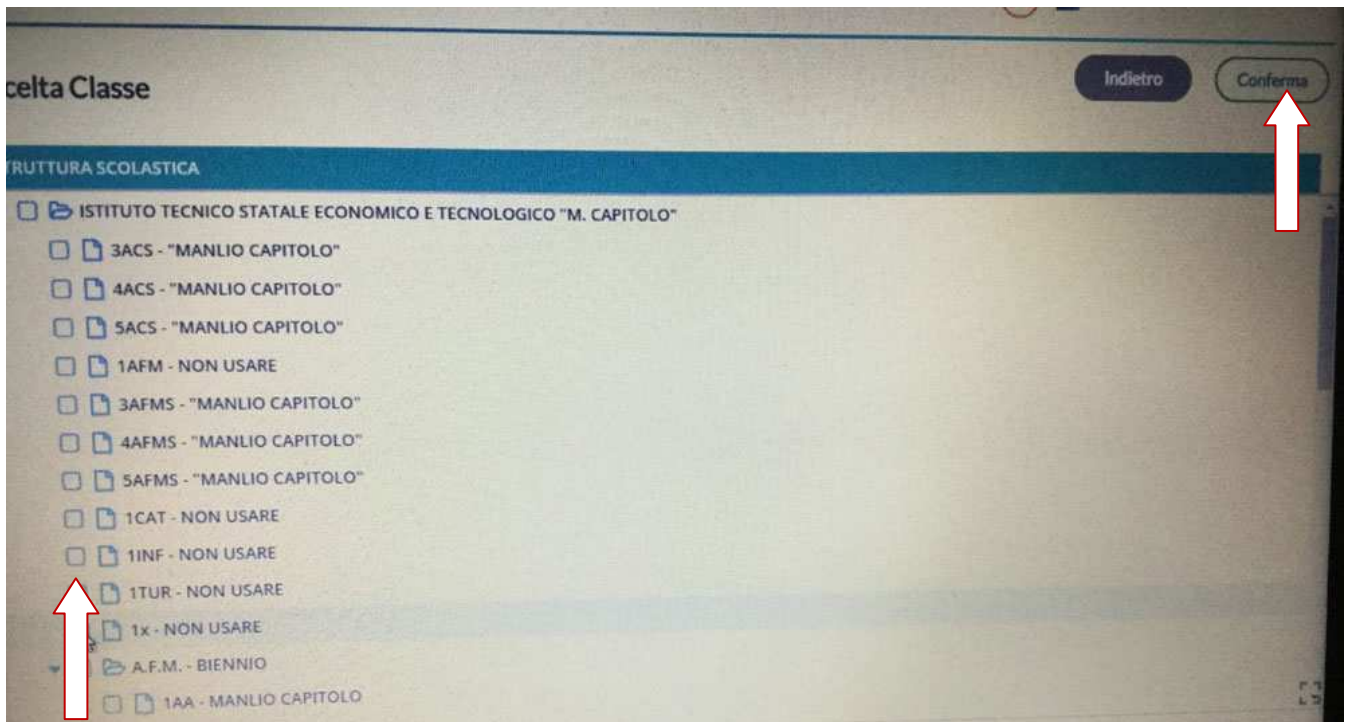 celta Classe
Indietro
Conferma
TRUTTURA SCOLASTICA
ISTITUTO TECNICO STATALE ECONOMICO E TECNOLOGICO "M. CAPITOLO"
3ACS - "MANLIO CAPITOLO"
4ACS - "MANLIO CAPITOLO"
5ACS - "MANLIO CAPITOLO"
1AFM - NON USARE
3AFMS - "MANLIO CAPITOLO"
4AFMS - "MANLIO CAPITOLO"
5AFMS - "MANLIO CAPITOLO"
1CAT - NON USARE
1INF - NON USARE
1TUR - NON USARE
1x - NON USARE
A.F.M. - BIENNIO
1AA - MANLIO CAPITOLO